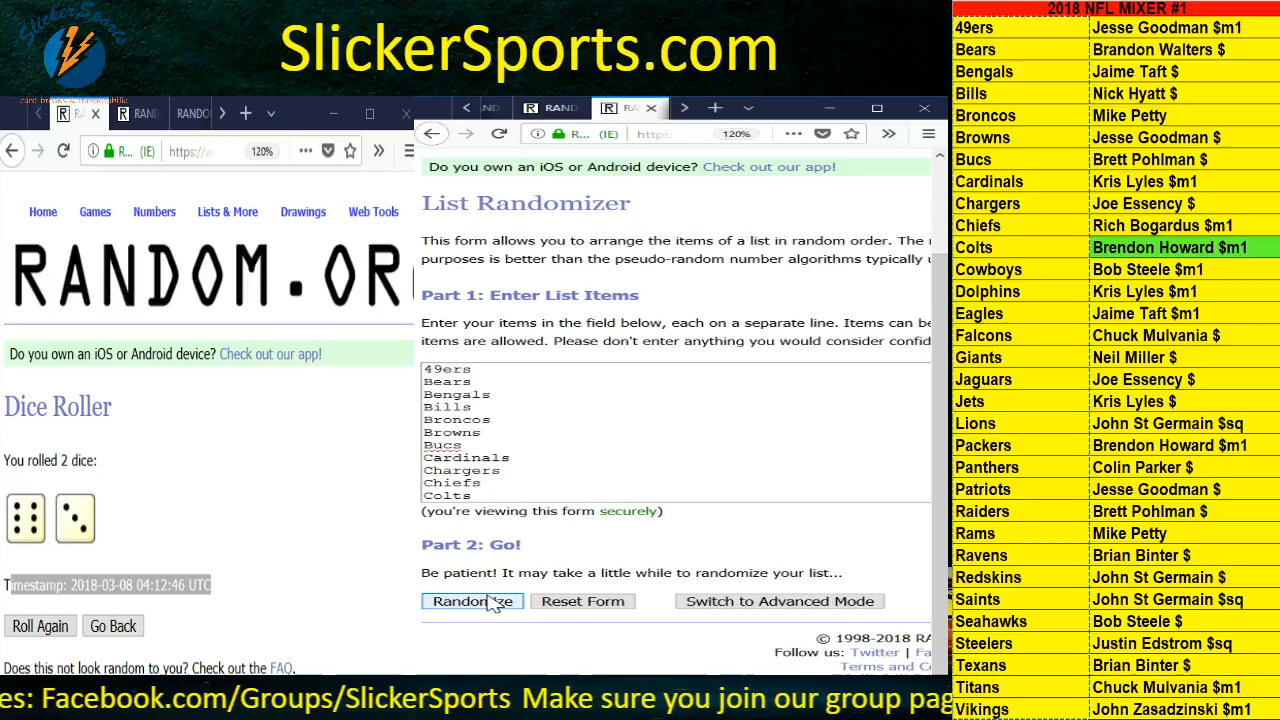 SlickerSports
card breaks & memorabilia
SlickerSports.com
RAND
RANDO
ND
RAND
R... (IE)
https://w
120%
R... (IE)
https:
120%
Home Games Numbers Lists & More Drawings Web Tools
RANDOM.OR
Do you own an iOS or Android device? Check out our app!
Dice Roller
You rolled 2 dice:
Timestamp: 2018-03-08 04:12:46 UTC
Roll Again
Go Back
Does this not look random to you? Check out the FAQ.
Do you own an iOS or Android device? Check out our app!
List Randomizer
This form allows you to arrange the items of a list in random order. The
purposes is better than the pseudo-random number algorithms typically u
Part 1: Enter List Items
Enter your items in the field below, each on a separate line. Items can be
items are allowed. Please don't enter anything you would consider confid
49ers
Bears
Bengals
Bills
Broncos
Browns
Bucs
Cardinals
Chargers
Chiefs
Colts
(you're viewing this form securely)
Part 2: Go!
Be patient! It may take a little while to randomize your list...
Randomize
Reset Form
Switch to Advanced Mode
© 1998-2018 RA
Follow us: Twitter | Fa
Terms and C
2018 NFL MIXER #1
49ers Jesse Goodman $m1
Bears Brandon Walters $
Bengals Jaime Taft $
Bills Nick Hyatt $
Broncos Mike Petty
Browns Jesse Goodman $
Bucs Brett Pohlman $
Cardinals Kris Lyles $m1
Chargers Joe Essency $
Chiefs Rich Bogardus $m1
Colts Brendon Howard $m1
Cowboys Bob Steele $m1
Dolphins Kris Lyles $m1
Eagles Jaime Taft $m1
Falcons Chuck Mulvania $
Giants Neil Miller $
Jaguars Joe Essency $
Jets Kris Lyles $
Lions John St Germain $sq
Packers Brendon Howard $m1
Panthers Colin Parker $
Patriots Jesse Goodman $
Raiders Brett Pohlman $
Rams Mike Petty
Ravens Brian Binter $
Redskins John St Germain $
Saints John St Germain $sq
Seahawks Bob Steele $
Steelers Justin Edstrom $sq
Texans Brian Binter $
Titans Chuck Mulvania $m1
Vikings John Zasadzinski $m1
es: Facebook.com/Groups/SlickerSports Make sure you join our group pag